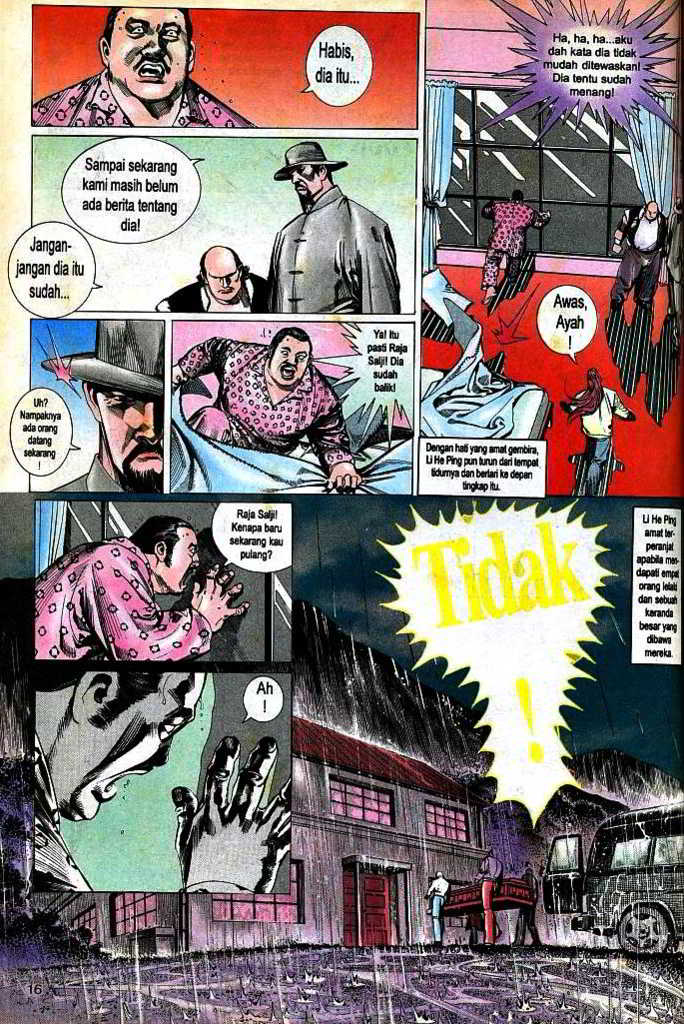 Habis,
dia itu...
Sampai sekarang
kami masih belum
ada berita tentang
dia!
Jangan-
jangan dia itu
sudah...
Uh?
Nampaknya
ada orang
datang
sekarang
!
Ya! Itu
pasti Raja
Salji! Dia
sudah
balik!
Ha, ha, ha...aku
dah kata dia tidak
mudah ditewaskan!
Dia tentu sudah
menang!
Awas,
Ayah
!
Dengan hati yang amat gembira,
Li He Ping pun turun dari tempat
tidurnya dan berlari ke depan
tingkap itu.
Raja Salji!
Kenapa baru
sekarang kau
pulang?
Ah
!
Li He Ping
amat ter-
peranjat
apabila men-
dapati empat
orang lelaki
dan sebuah
keranda
besar yang
dibawa
mereka.
Tidak
!
16